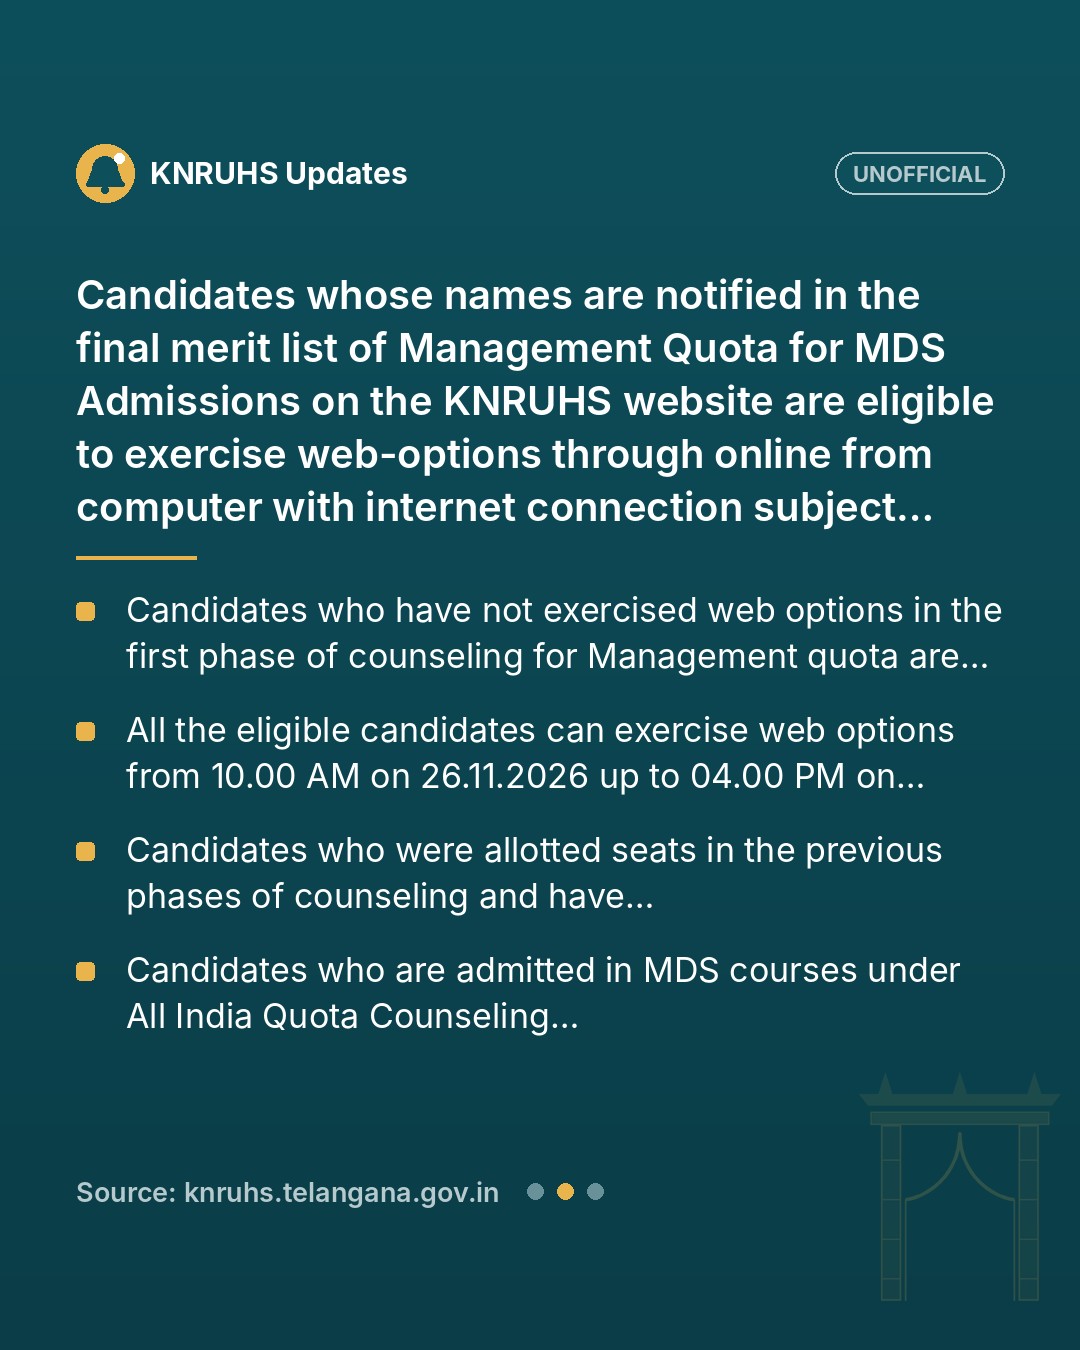 KNRUHS Updates
UNOFFICIAL
Candidates whose names are notified in the
final merit list of Management Quota for MDS
Admissions on the KNRUHS website are eligible
to exercise web-options through online from
computer with internet connection subject...
Candidates who have not exercised web options in the
first phase of counseling for Management quota are...
All the eligible candidates can exercise web options
from 10.00 AM on 26.11.2026 up to 04.00 PM on...
Candidates who were allotted seats in the previous
phases of counseling and have...
Candidates who are admitted in MDS courses under
All India Quota Counseling...
Source: knruhs.telangana.gov.in